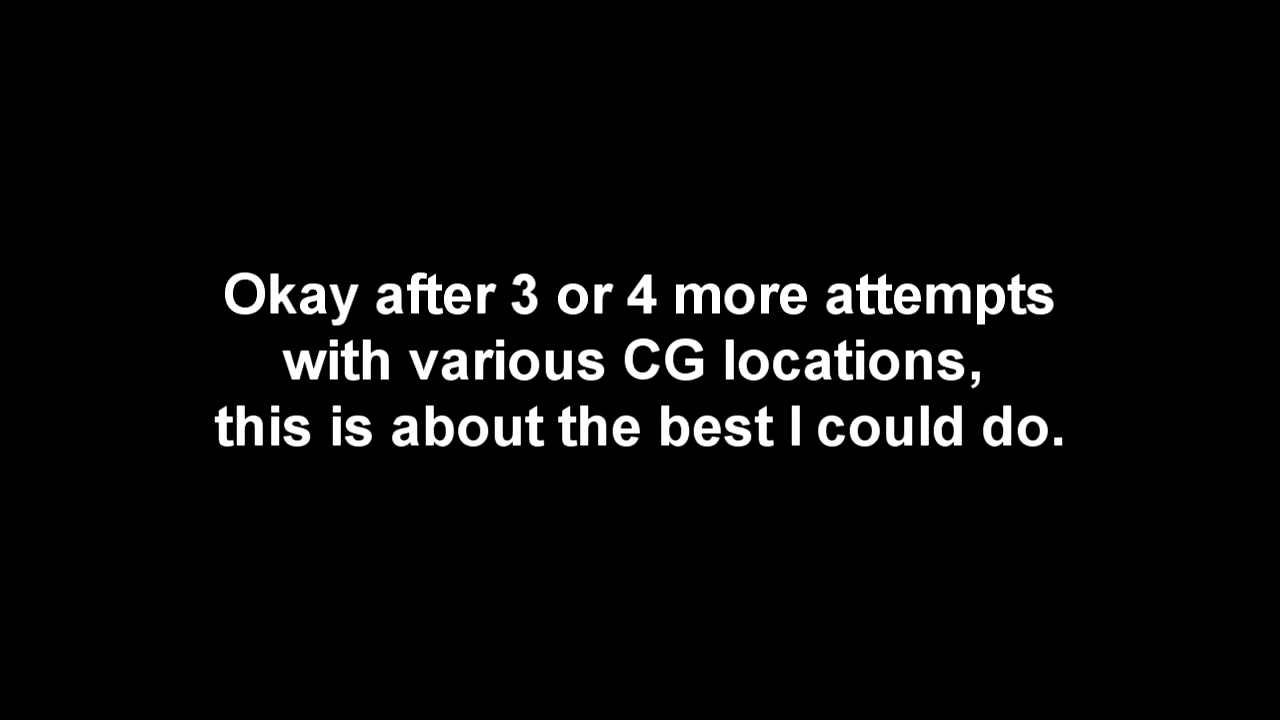 Okay after 3 or 4 more attempts
with various CG locations,
this is about the best I could do.